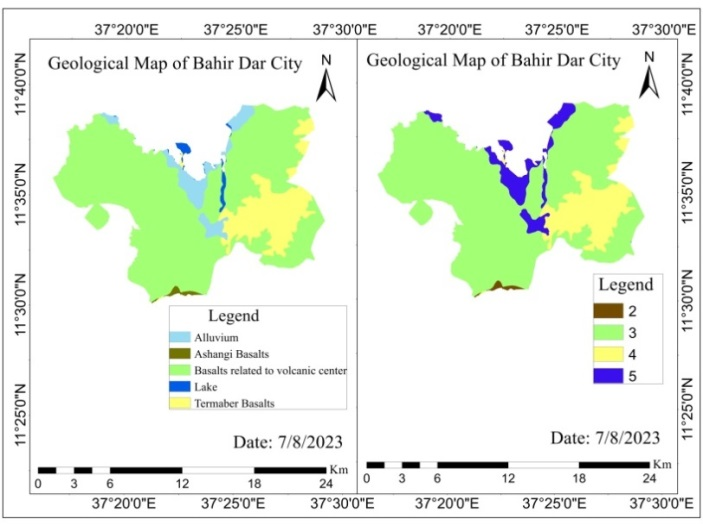 37°20'0"E 37°25'0"E 37°30'0"E 37°20'0"E 37°25'0"E 37°30'0"E
Geological Map of Bahir Dar City
N
11°40'0"N
11°35'0"N
11°30'0"N
11°25'0"N
Legend
Alluvium
Ashangi Basalts
Basalts related to volcanic center
Lake
Termaber Basalts
Date: 7/8/2023
0 3 6 12 18 24 Km
Geological Map of Bahir Dar City
N
11°40'0"N
11°35'0"N
11°30'0"N
11°25'0"N
Legend
2
3
4
5
Date: 7/8/2023
0 3 6 12 18 24 Km
37°20'0"E 37°25'0"E 37°30'0"E 37°20'0"E 37°25'0"E 37°30'0"E